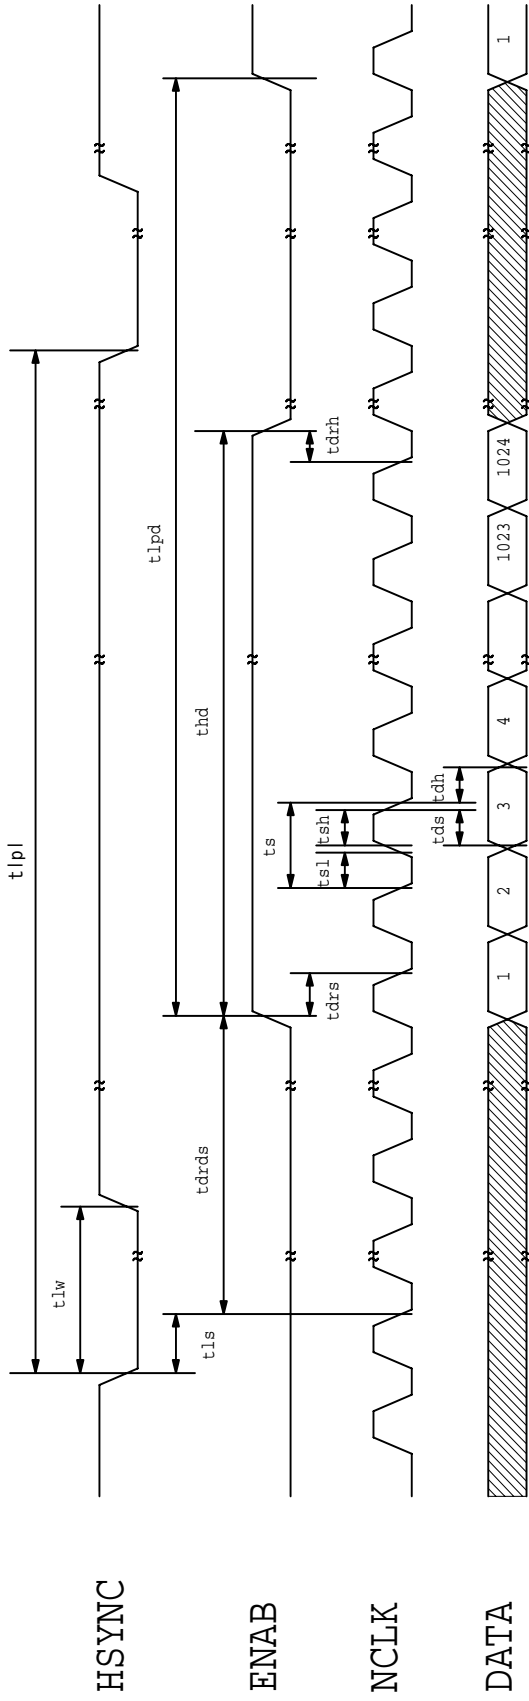 HSYNC
tlpl
tlw
tls
ENAB
tlpd
thd
tdrds
tdrs
tdrh
NCLK
ts
tsl
tsh
tds
tdh
DATA
1 2 3 4 1023 1024 1